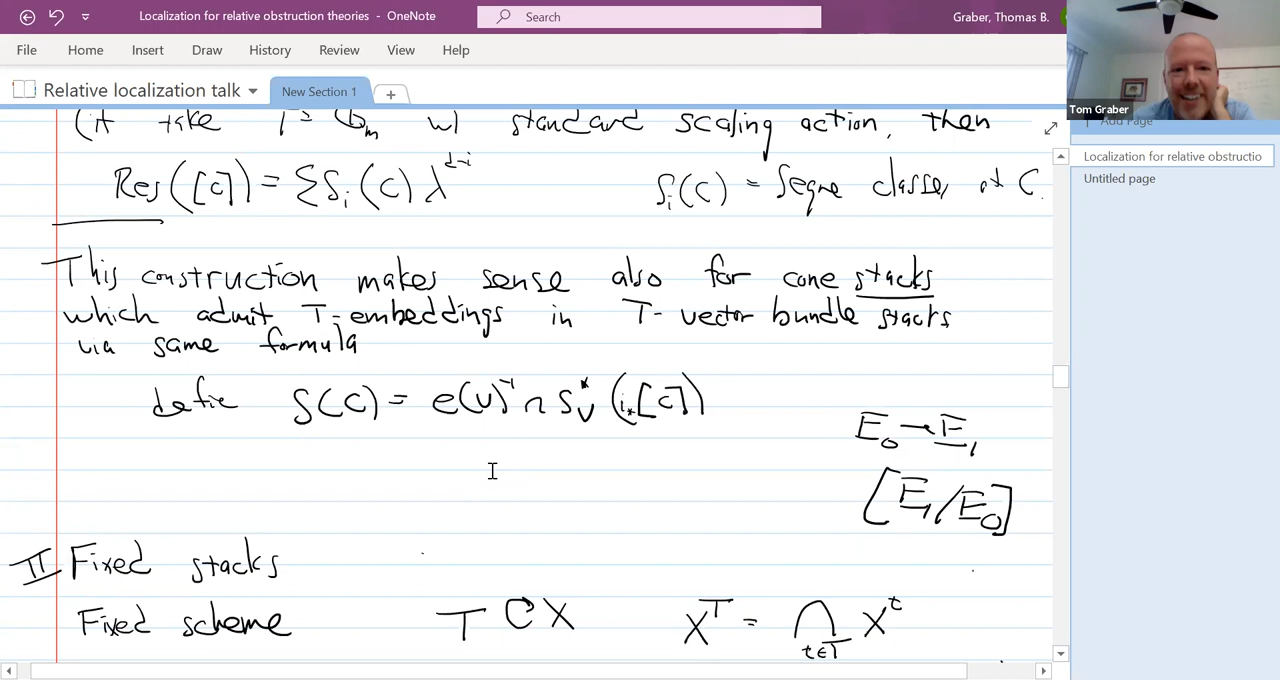 Localization for relative obstruction theories - OneNote
Search
Graber, Thomas B.
File Home Insert Draw History Review View Help
Relative localization talk
New Section 1
Tom Graber
Add Page
Localization for relative obstructio
Untitled page
(if take T = G_m w/ standard scaling action, then
Res([C]) = Σ S_i(C) λ^{d-i} S_i(C) = Segre classes of C.
This construction makes sense also for cone stacks
which admit T-embeddings in T-vector bundle stacks
via same formula
define S(C) = e(V)^{-1} ∩ S_V^*(i_*[C])
E_0 → E_1
[E_1/E_0]
II Fixed stacks
Fixed scheme T C X X^T = ∩_{t∈T} X^t